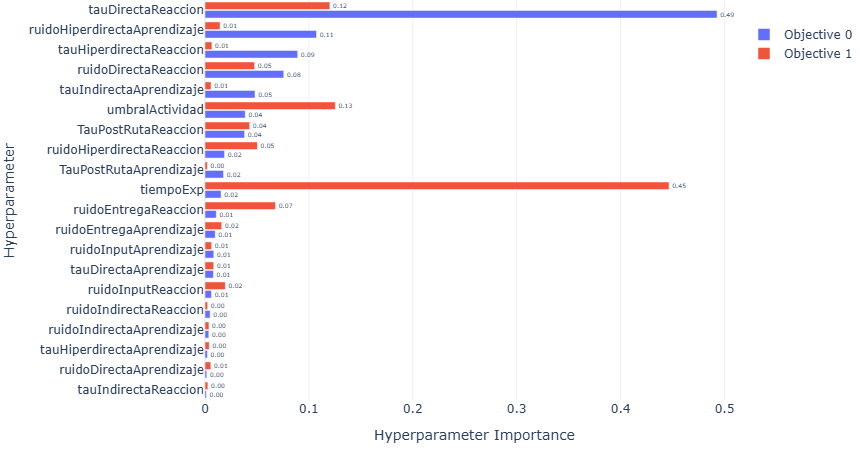 Hyperparameter
tauDirectaReaccion 0.12 0.49
ruidoHiperdirectaAprendizaje 0.01 0.11
tauHiperdirectaReaccion 0.01 0.09
ruidoDirectaReaccion 0.05 0.08
tauIndirectaAprendizaje 0.01 0.05
umbralActividad 0.13 0.04
TauPostRutaReaccion 0.04 0.04
ruidoHiperdirectaReaccion 0.05 0.02
TauPostRutaAprendizaje 0.00 0.02
tiempoExp 0.45 0.02
ruidoEntregaReaccion 0.07 0.01
ruidoEntregaAprendizaje 0.02 0.01
ruidoInputAprendizaje 0.01 0.01
tauDirectaAprendizaje 0.01 0.01
ruidoInputReaccion 0.02 0.01
ruidoIndirectaReaccion 0.00 0.00
ruidoIndirectaAprendizaje 0.00 0.00
tauHiperdirectaAprendizaje 0.00 0.00
ruidoDirectaAprendizaje 0.01 0.00
tauIndirectaReaccion 0.00 0.00
0 0.1 0.2 0.3 0.4 0.5
Hyperparameter Importance
Objective 0
Objective 1